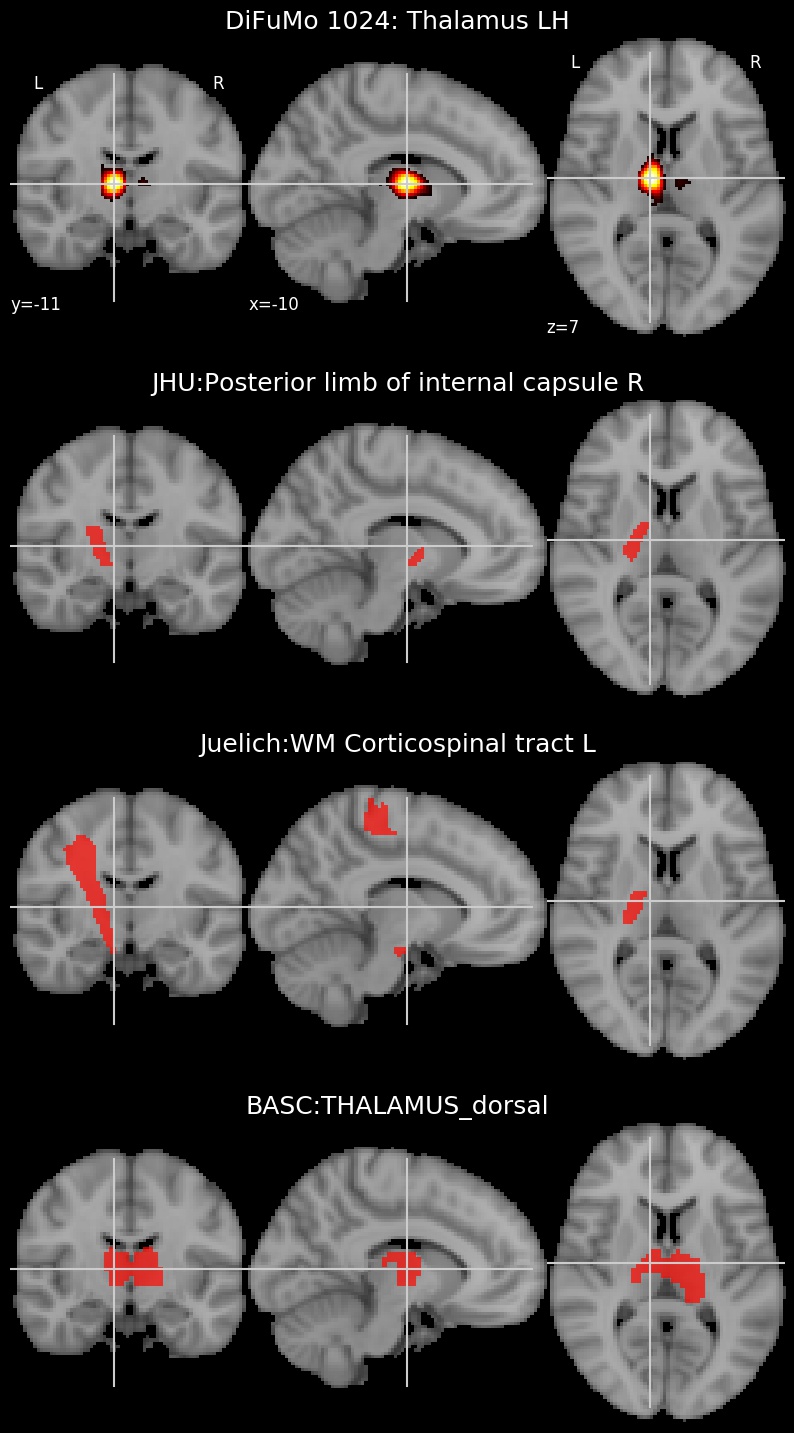 DiFuMo 1024: Thalamus LH
L R L R
y=-11 x=-10 z=7
JHU:Posterior limb of internal capsule R
Juelich:WM Corticospinal tract L
BASC:THALAMUS_dorsal